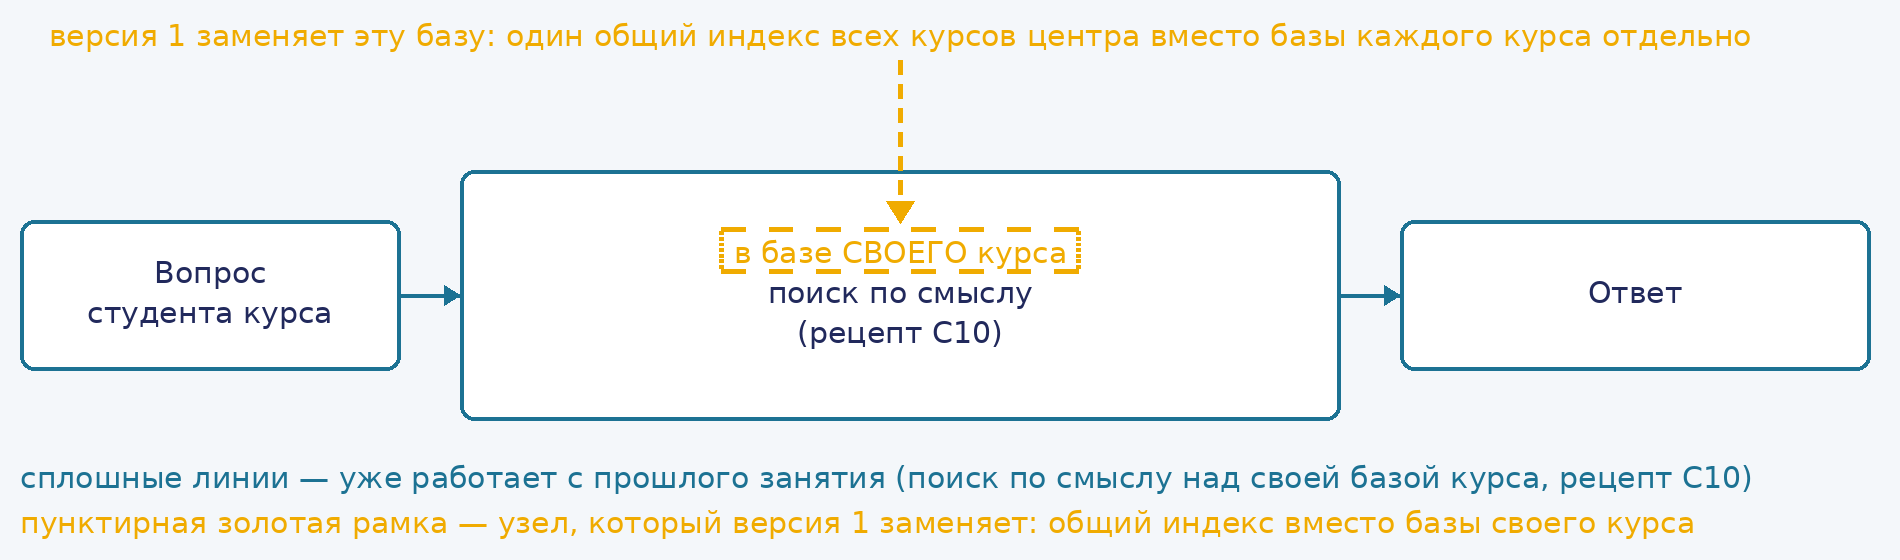 версия 1 заменяет эту базу: один общий индекс всех курсов центра вместо базы каждого курса отдельно
Вопрос
студента курса
в базе СВОЕГО курса
поиск по смыслу
(рецепт С10)
Ответ
сплошные линии — уже работает с прошлого занятия (поиск по смыслу над своей базой курса, рецепт С10)
пунктирная золотая рамка — узел, который версия 1 заменяет: общий индекс вместо базы своего курса